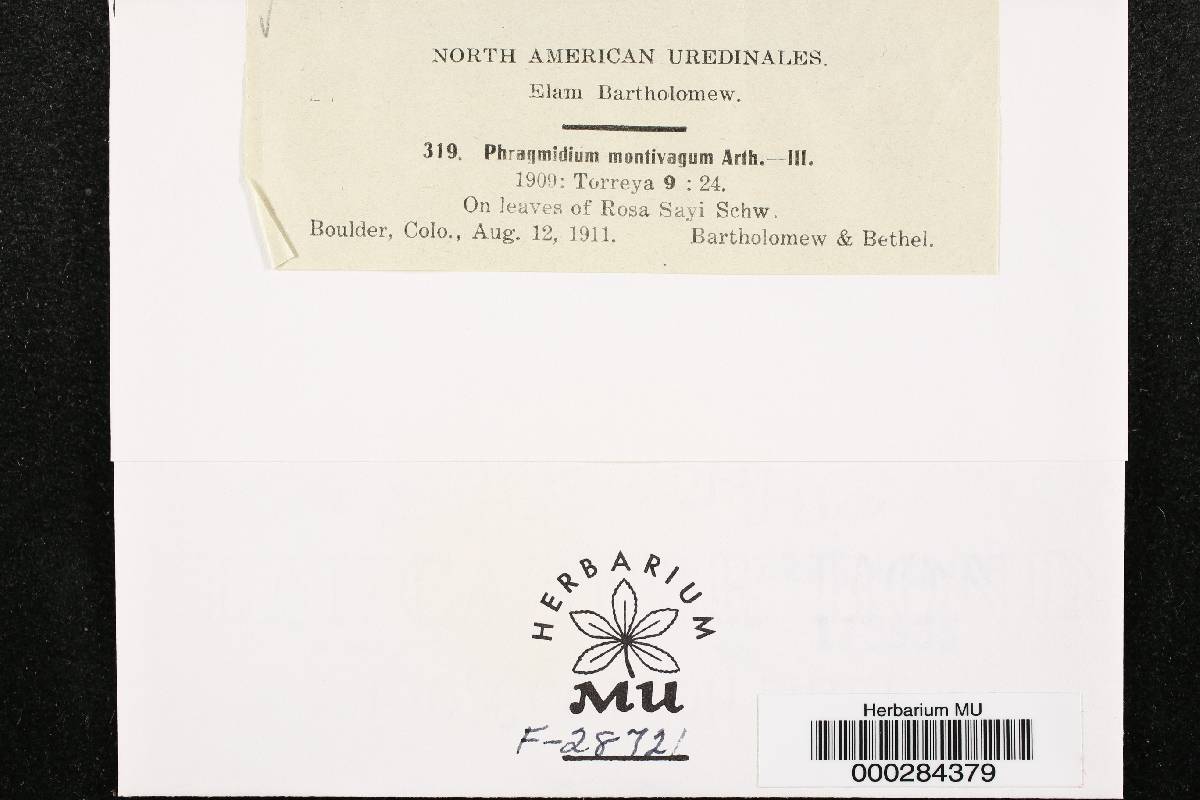 NORTH AMERICAN UREDINALES.
Elam Bartholomew.
319. Phragmidium montivagum Arth.—III.
1909: Torreya 9 : 24.
On leaves of Rosa Sayi Schw.
Boulder, Colo., Aug. 12, 1911. Bartholomew & Bethel.
HERBARIUM
MU
F-28721
Herbarium MU
000284379